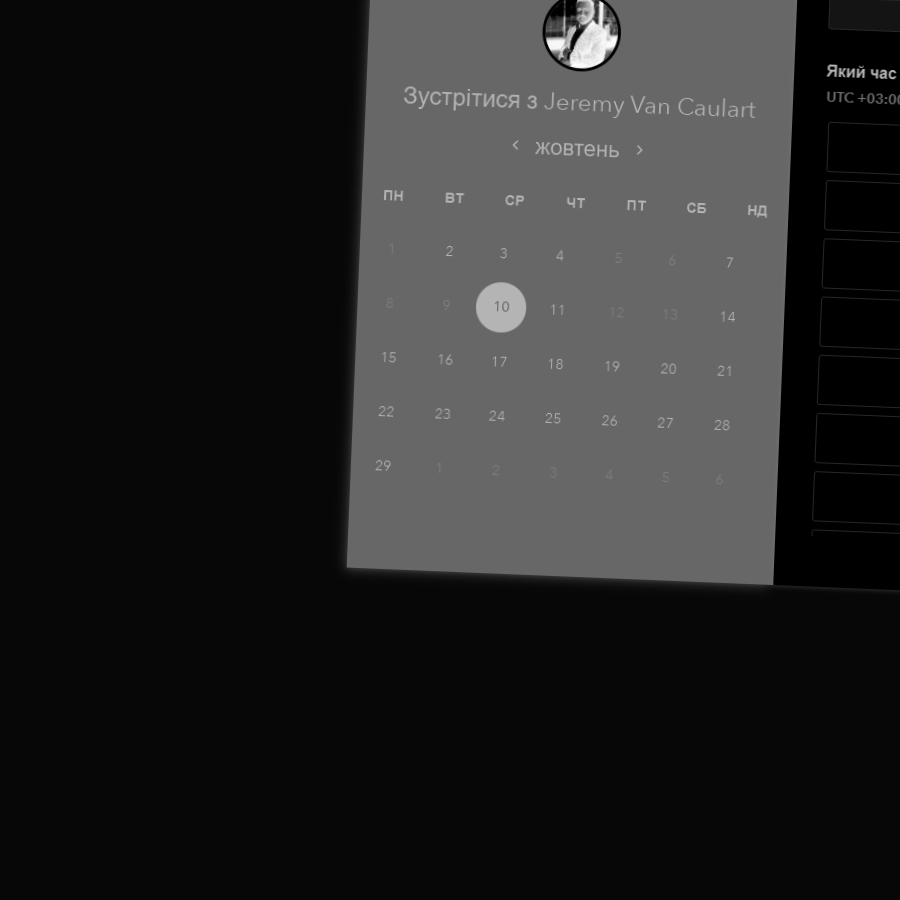 Зустрітися з Jeremy Van Caulart
‹ жовтень ›
ПН ВТ СР ЧТ ПТ СБ НД
1 2 3 4 5 6 7
8 9 10 11 12 13 14
15 16 17 18 19 20 21
22 23 24 25 26 27 28
29 1 2 3 4 5 6
Який час
UTC +03:00